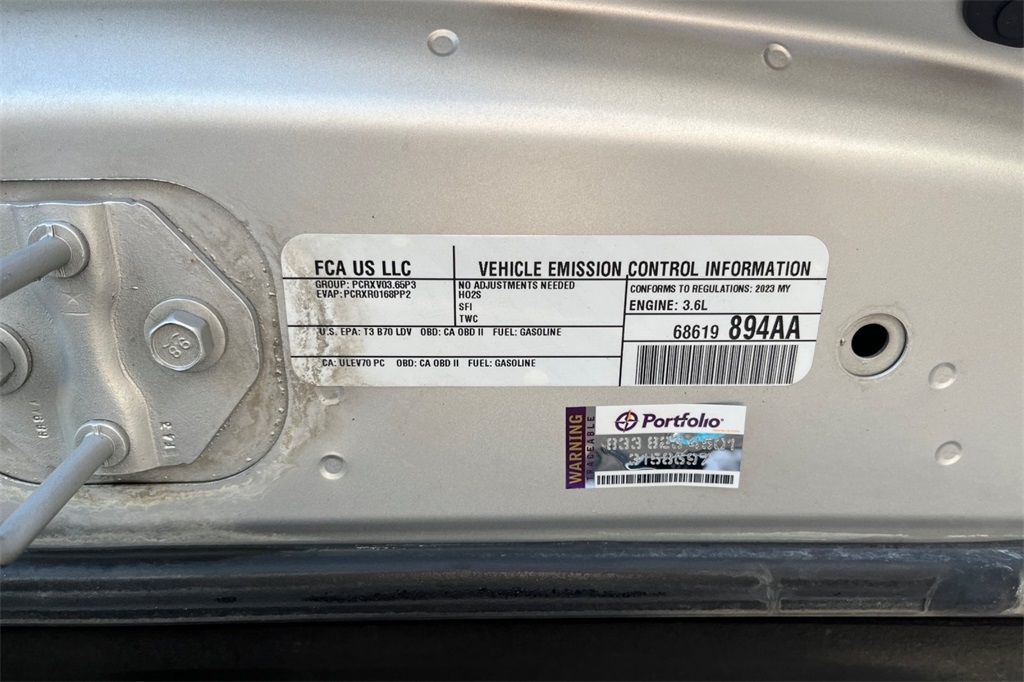 FCA US LLC
VEHICLE EMISSION CONTROL INFORMATION
GROUP: PCRXV03.65P3
EVAP: PCRXR0168PP2
NO ADJUSTMENTS NEEDED
HO2S
SFI
TWC
CONFORMS TO REGULATIONS: 2023 MY
ENGINE: 3.6L
68619 894AA
U.S. EPA: T3 B70 LDV OBD: CA OBD II FUEL: GASOLINE
CA: ULEV70 PC OBD: CA OBD II FUEL: GASOLINE
WARNING
TRACEABLE
Portfolio
833